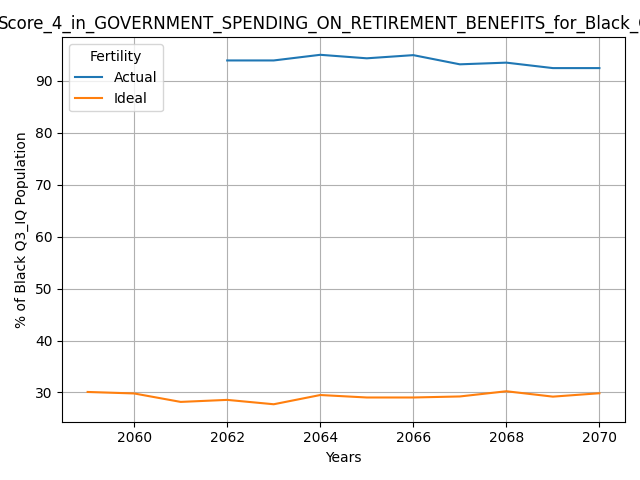 Score_4_in_GOVERNMENT_SPENDING_ON_RETIREMENT_BENEFITS_for_Black_
Fertility
Actual
Ideal
90
80
70
60
50
40
30
% of Black Q3_IQ Population
2060 2062 2064 2066 2068 2070
Years